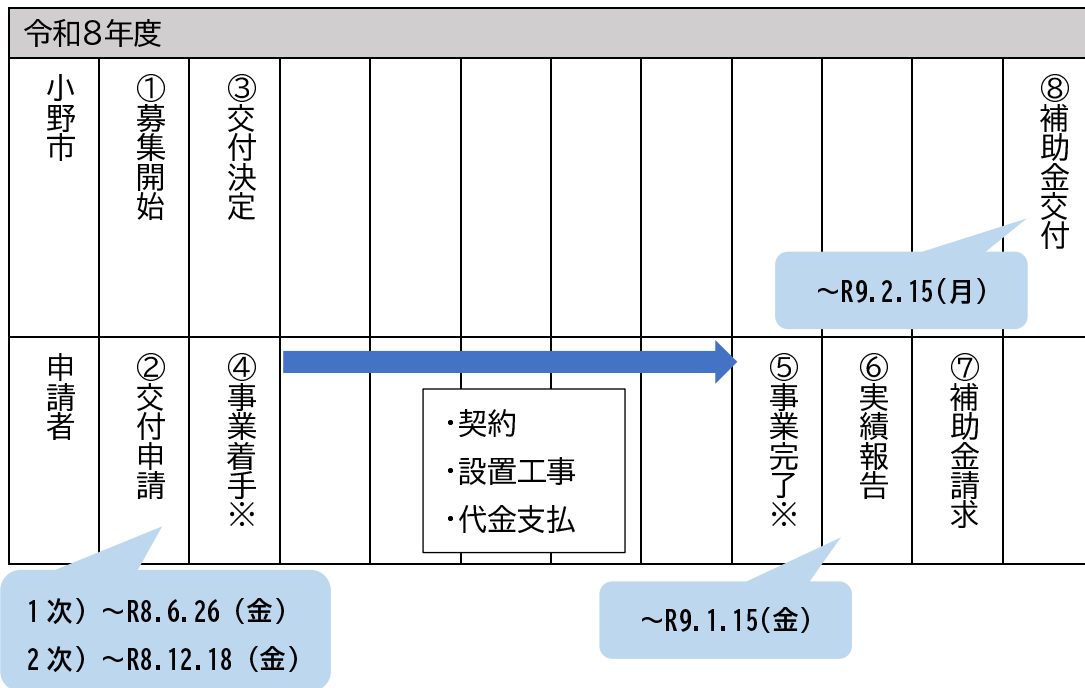 令和8年度
小野市
①募集開始
③交付決定
⑧補助金交付
～R9.2.15(月)
申請者
②交付申請
④事業着手※
・契約
・設置工事
・代金支払
⑤事業完了※
⑥実績報告
⑦補助金請求
1次）～R8.6.26（金）
2次）～R8.12.18（金）
～R9.1.15(金)